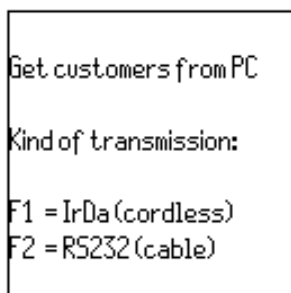 Get customers from PC
Kind of transmission:
F1 = IrDa (cordless)
F2 = RS232 (cable)